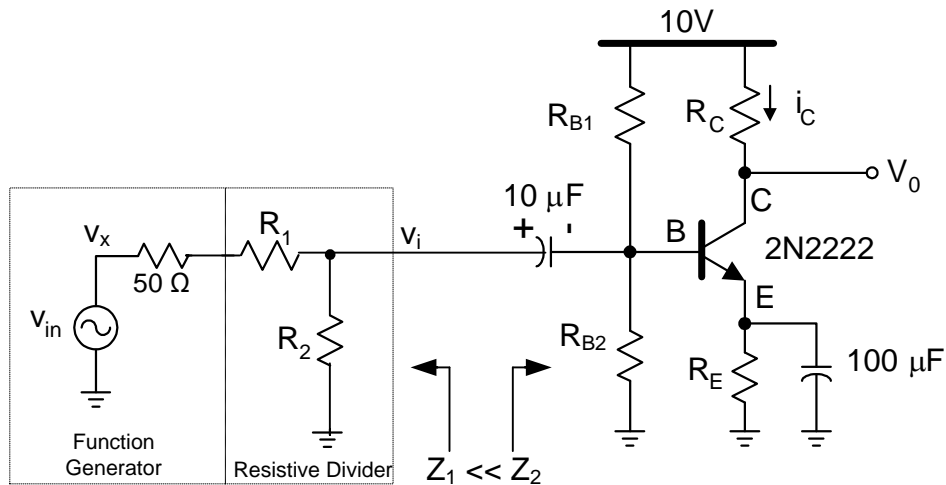 10V
R_B1
R_C
i_C
10 μF
+ -
V_0
C
v_x
R_1
v_i
B
2N2222
50 Ω
E
v_in
R_2
R_B2
R_E
100 μF
Function
Generator
Resistive Divider
Z_1 << Z_2